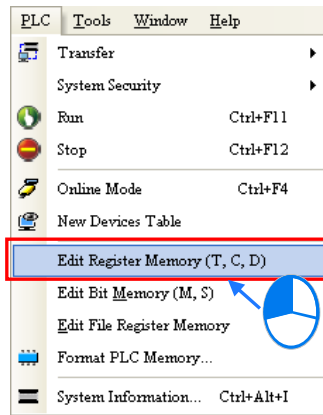 PLC Tools Window Help
Transfer
System Security
Run Ctrl+F11
Stop Ctrl+F12
Online Mode Ctrl+F4
New Devices Table
Edit Register Memory (T, C, D)
Edit Bit Memory (M, S)
Edit File Register Memory
Format PLC Memory...
System Information... Ctrl+Alt+I